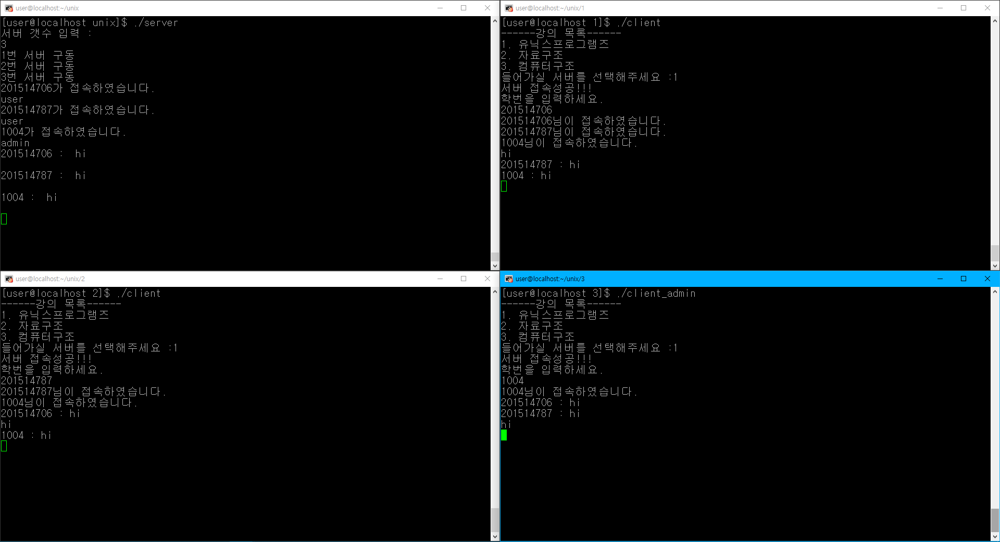 user@localhost:~/unix
[user@localhost unix]$ ./server
서버 갯수 입력 :
3
1번 서버 구동
2번 서버 구동
3번 서버 구동
201514706가 접속하였습니다.
user
201514787가 접속하였습니다.
user
1004가 접속하였습니다.
admin
201514706 :  hi
201514787 :  hi
1004 :  hi
user@localhost:~/unix/1
[user@localhost 1]$ ./client
------강의 목록------
1. 유닉스프로그램즈
2. 자료구조
3. 컴퓨터구조
들어가실 서버를 선택해주세요 :1
서버 접속성공!!!
학번을 입력하세요.
201514706
201514706님이 접속하였습니다.
201514787님이 접속하였습니다.
1004님이 접속하였습니다.
hi
201514787 : hi
1004 : hi
user@localhost:~/unix/2
[user@localhost 2]$ ./client
------강의 목록------
1. 유닉스프로그램즈
2. 자료구조
3. 컴퓨터구조
들어가실 서버를 선택해주세요 :1
서버 접속성공!!!
학번을 입력하세요.
201514787
201514787님이 접속하였습니다.
1004님이 접속하였습니다.
201514706 : hi
hi
1004 : hi
user@localhost:~/unix/3
[user@localhost 3]$ ./client_admin
------강의 목록------
1. 유닉스프로그램즈
2. 자료구조
3. 컴퓨터구조
들어가실 서버를 선택해주세요 :1
서버 접속성공!!!
학번을 입력하세요.
1004
1004님이 접속하였습니다.
201514706 : hi
201514787 : hi
hi